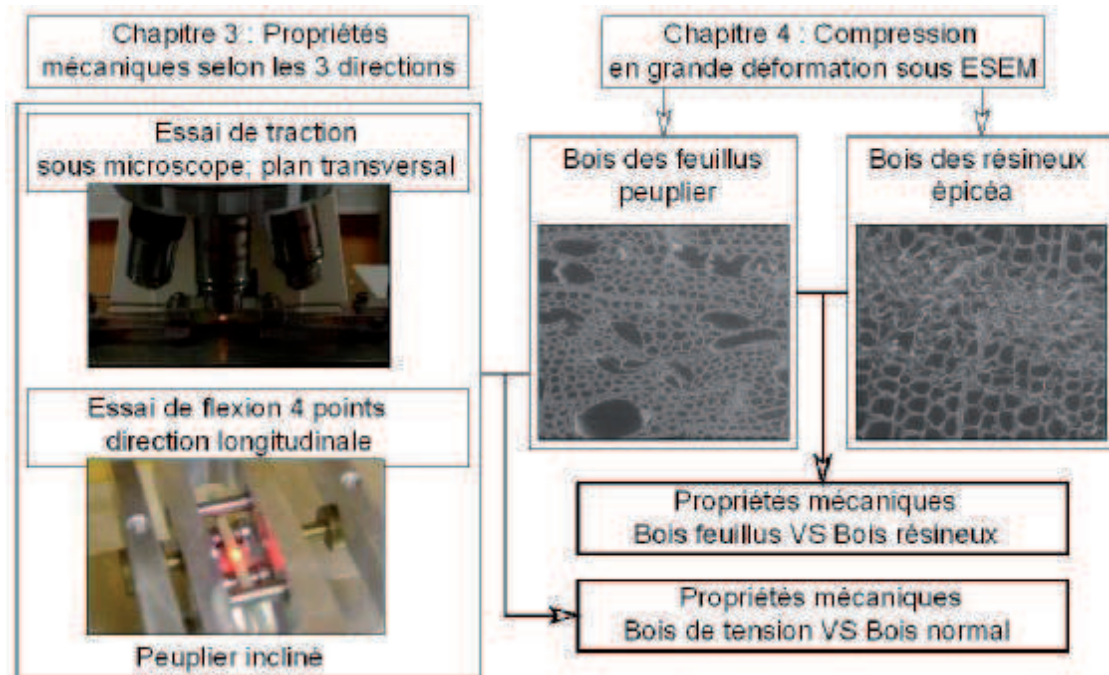 Chapitre 3 : Propriétés
mécaniques selon les 3 directions
Essai de traction
sous microscope; plan transversal
Essai de flexion 4 points
direction longitudinale
Peuplier incliné
Chapitre 4 : Compression
en grande déformation sous ESEM
Bois des feuillus
peuplier
Bois des résineux
épicéa
Propriétés mécaniques
Bois feuillus VS Bois résineux
Propriétés mécaniques
Bois de tension VS Bois normal